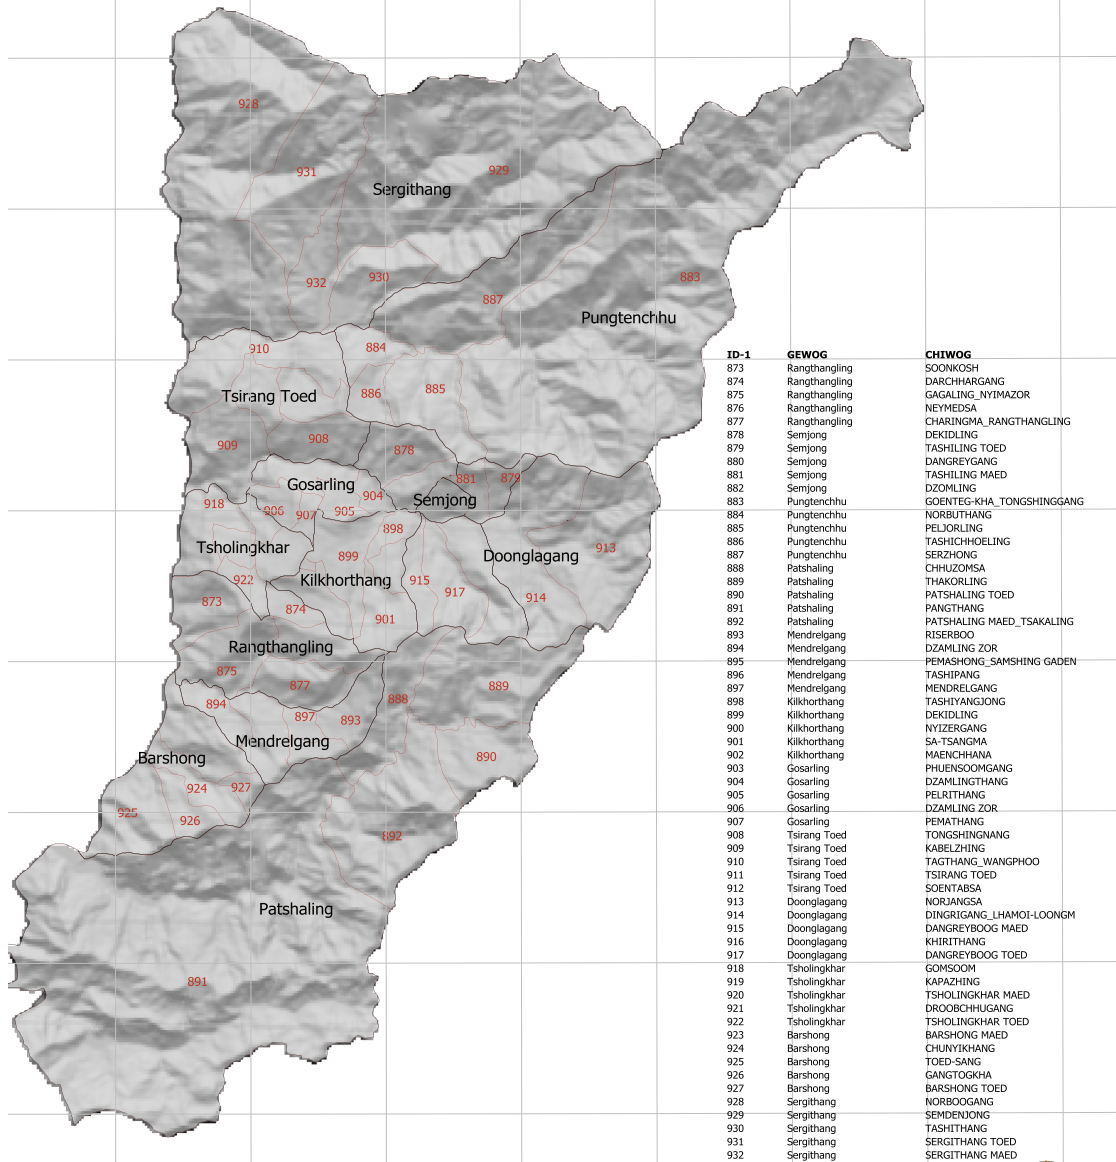 928
931
929
Sergithang
932
930
887
883
Pungtenchhu
910
884
Tsirang Toed
886
885
909
908
878
Gosarling
881
879
904
Semjong
918
906
907
905
898
Tsholingkhar
899
Doonglagang
913
922
Kilkhorthang
915
917
914
873
874
901
Rangthangling
875
877
888
889
894
897
893
Mendrelgang
Barshong
890
924
927
925
926
892
Patshaling
891
ID-1 GEWOG CHIWOG
873 Rangthangling SOONKOSH
874 Rangthangling DARCHHARGANG
875 Rangthangling GAGALING_NYIMAZOR
876 Rangthangling NEYMEDSA
877 Rangthangling CHARINGMA_RANGTHANGLING
878 Semjong DEKIDLING
879 Semjong TASHILING TOED
880 Semjong DANGREYGANG
881 Semjong TASHILING MAED
882 Semjong DZOMLING
883 Pungtenchhu GOENTEG-KHA_TONGSHINGGANG
884 Pungtenchhu NORBUTHANG
885 Pungtenchhu PELJORLING
886 Pungtenchhu TASHICHHOELING
887 Pungtenchhu SERZHONG
888 Patshaling CHHUZOMSA
889 Patshaling THAKORLING
890 Patshaling PATSHALING TOED
891 Patshaling PANGTHANG
892 Patshaling PATSHALING MAED_TSAKALING
893 Mendrelgang RISERBOO
894 Mendrelgang DZAMLING ZOR
895 Mendrelgang PEMASHONG_SAMSHING GADEN
896 Mendrelgang TASHIPANG
897 Mendrelgang MENDRELGANG
898 Kilkhorthang TASHIYANGJONG
899 Kilkhorthang DEKIDLING
900 Kilkhorthang NYIZERGANG
901 Kilkhorthang SA-TSANGMA
902 Kilkhorthang MAENCHHANA
903 Gosarling PHUENSOOMGANG
904 Gosarling DZAMLINGTHANG
905 Gosarling PELRITHANG
906 Gosarling DZAMLING ZOR
907 Gosarling PEMATHANG
908 Tsirang Toed TONGSHINGNANG
909 Tsirang Toed KABELZHING
910 Tsirang Toed TAGTHANG_WANGPHOO
911 Tsirang Toed TSIRANG TOED
912 Tsirang Toed SOENTABSA
913 Doonglagang NORJANGSA
914 Doonglagang DINGRIGANG_LHAMOI-LOONGM
915 Doonglagang DANGREYBOOG MAED
916 Doonglagang KHIRITHANG
917 Doonglagang DANGREYBOOG TOED
918 Tsholingkhar GOMSOOM
919 Tsholingkhar KAPAZHING
920 Tsholingkhar TSHOLINGKHAR MAED
921 Tsholingkhar DROOBCHHUGANG
922 Tsholingkhar TSHOLINGKHAR TOED
923 Barshong BARSHONG MAED
924 Barshong CHUNYIKHANG
925 Barshong TOED-SANG
926 Barshong GANGTOGKHA
927 Barshong BARSHONG TOED
928 Sergithang NORBOOGANG
929 Sergithang SEMDENJONG
930 Sergithang TASHITHANG
931 Sergithang SERGITHANG TOED
932 Sergithang SERGITHANG MAED